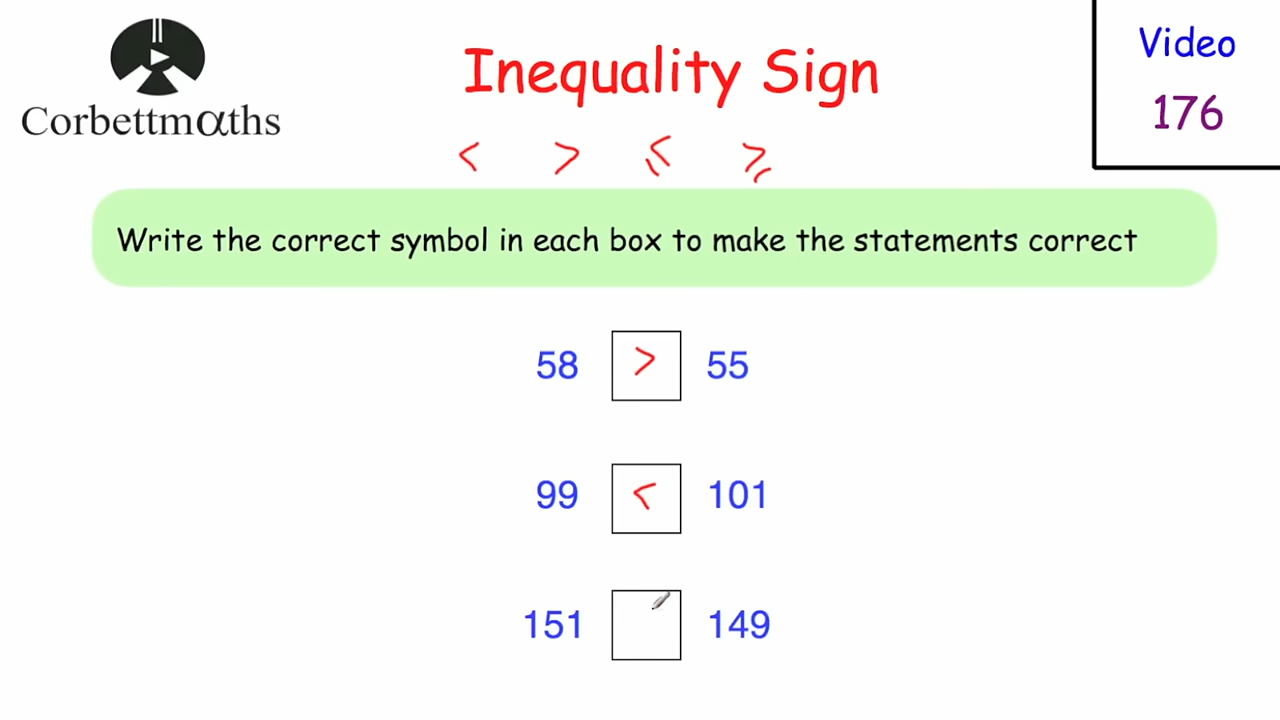 Inequality Sign
Video
176
Corbettmαths
< > ≤ ≥
Write the correct symbol in each box to make the statements correct
58 > 55
99 < 101
151 149